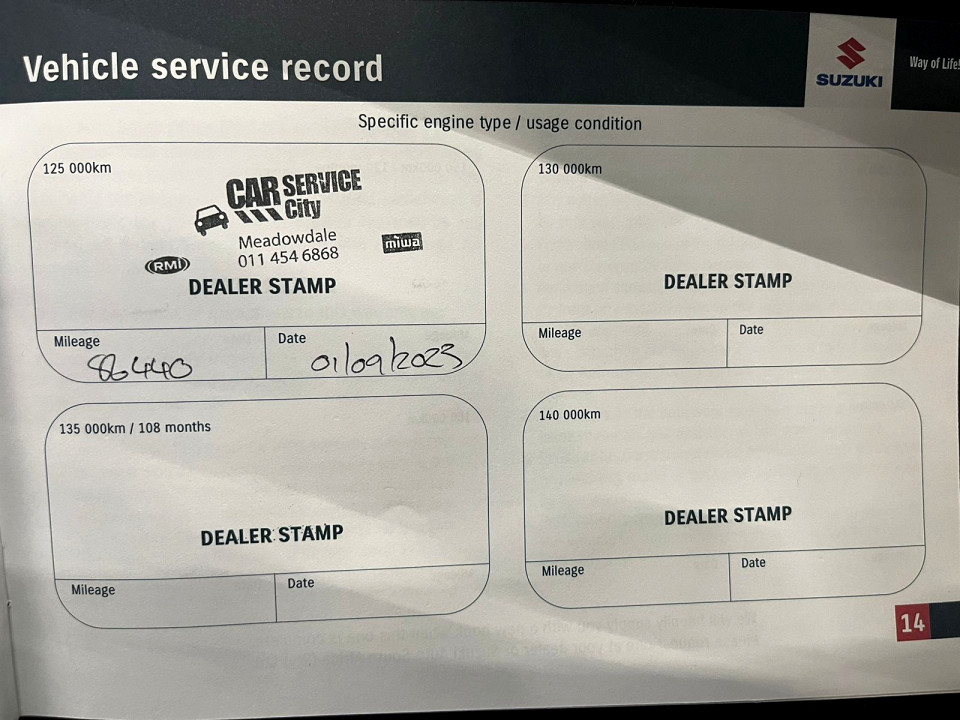 Vehicle service record
SUZUKI
Way of Life!
Specific engine type / usage condition
125 000km
CAR SERVICE
City
Meadowdale
011 454 6868
RMI
miwa
DEALER STAMP
Mileage
86440
Date
01/09/2023
130 000km
DEALER STAMP
Mileage
Date
135 000km / 108 months
DEALER STAMP
Mileage
Date
140 000km
DEALER STAMP
Mileage
Date
14